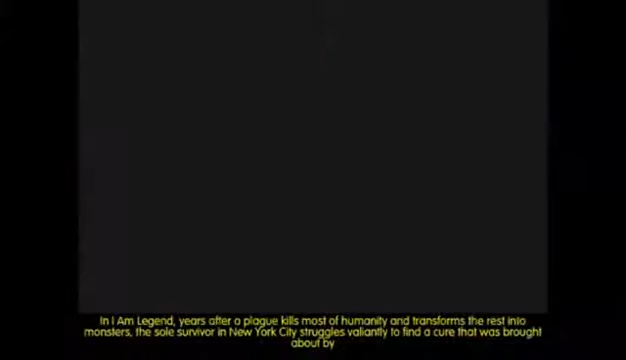 In I Am Legend, years after a plague kills most of humanity and transforms the rest into
monsters, the sole survivor in New York City struggles valiantly to find a cure that was brought
about by